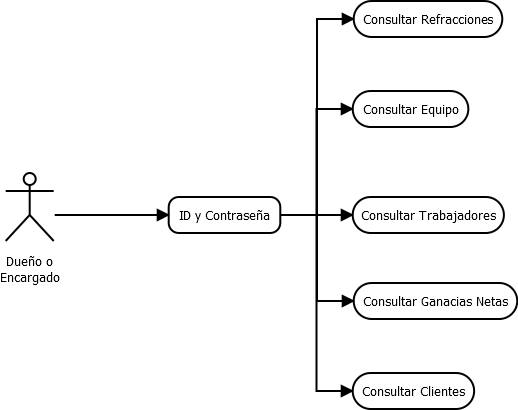 Consultar Refracciones
Consultar Equipo
Dueño o
Encargado
ID y Contraseña
Consultar Trabajadores
Consultar Ganacias Netas
Consultar Clientes